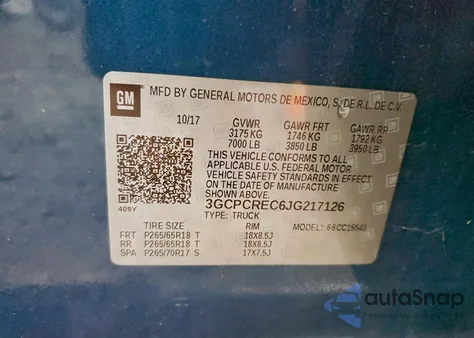 GM
MFD BY GENERAL MOTORS DE MEXICO, S. DE R.L. DE C.V.
10/17 GVWR GAWR FRT GAWR RR
3175 KG 1746 KG 1792 KG
7000 LB 3850 LB 3950 LB
THIS VEHICLE CONFORMS TO ALL
APPLICABLE U.S. FEDERAL MOTOR
VEHICLE SAFETY STANDARDS IN
EFFECT ON THE DATE OF MANUFACTURE
SHOWN ABOVE.
409Y 3GCPCREC6JG217126
TYPE: TRUCK
TIRE SIZE RIM
FRT P265/65R18 T 18X8.5J
RR P265/65R18 T 18X8.5J
SPA P265/70R17 S 17X7.5J
autoSnap